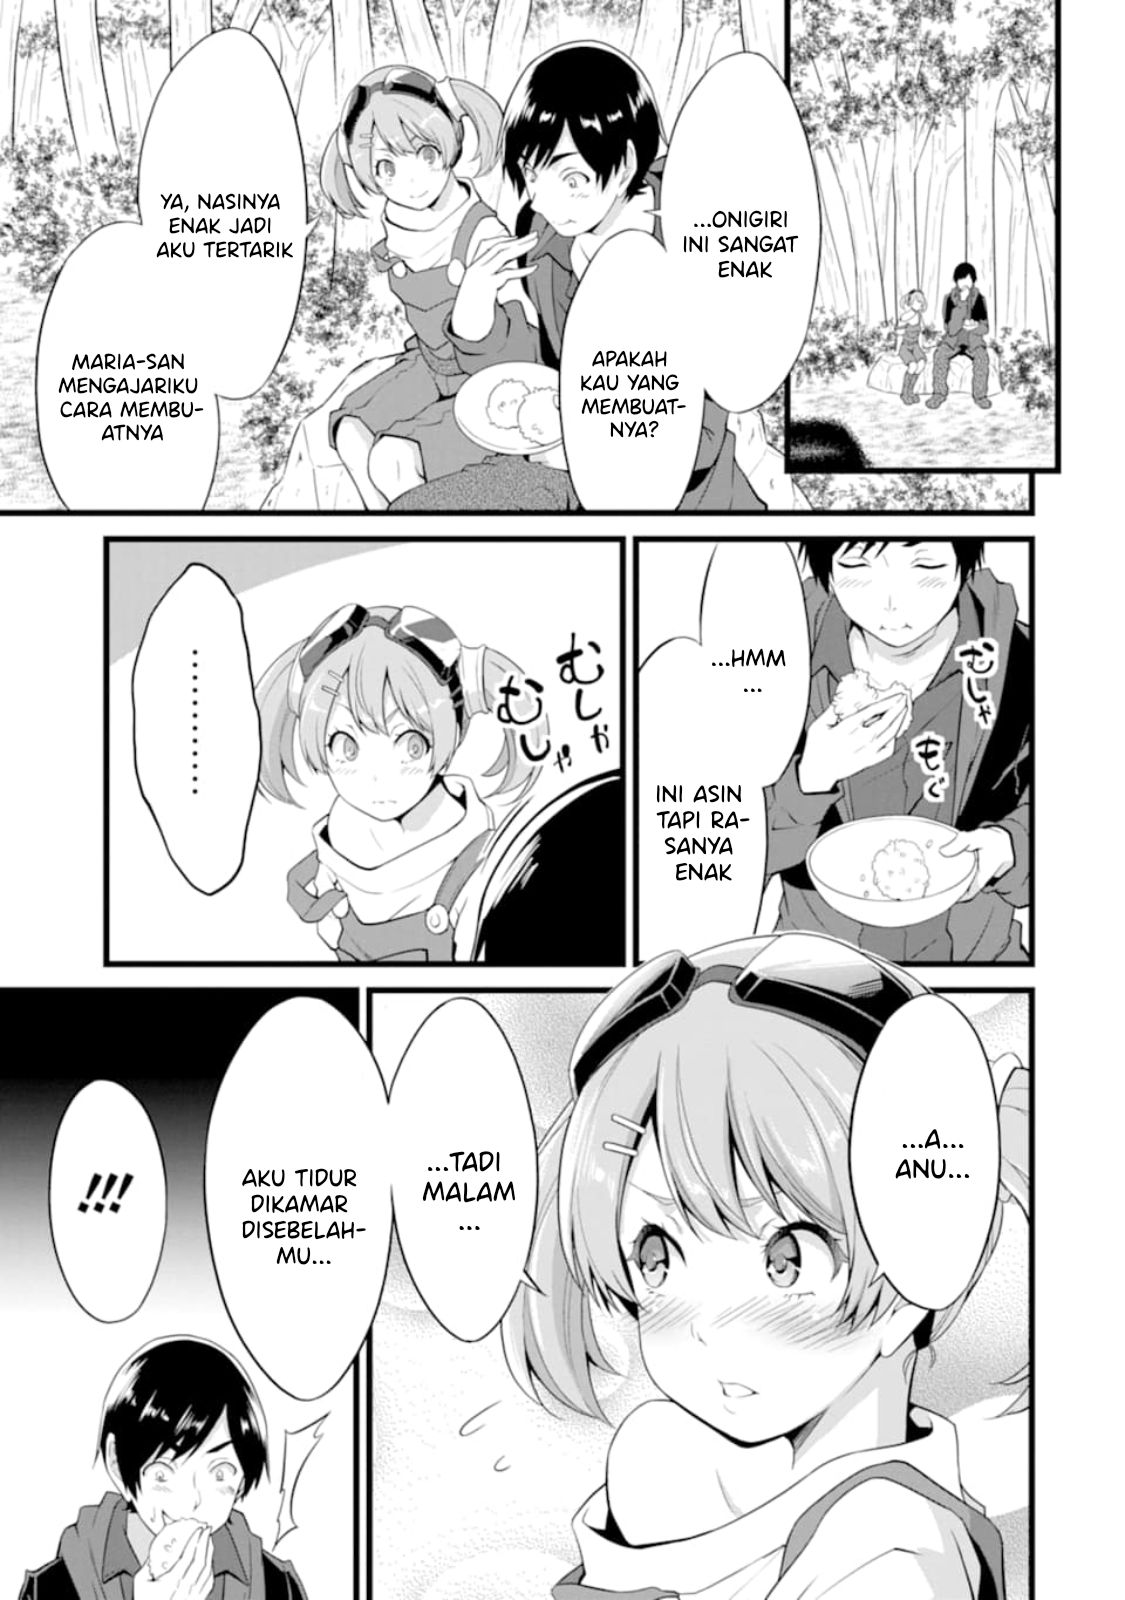 ...ONIGIRI
INI SANGAT
ENAK
APAKAH
KAU YANG
MEMBUAT-
NYA?
YA, NASINYA
ENAK JADI
AKU TERTARIK
MARIA-SAN
MENGAJARIKU
CARA MEMBU-
ATNYA
むしゃ
もぐ
...HMM
...
INI ASIN
TAPI RA-
SANYA
ENAK
むしゃ
むしゃ
............
...A...
ANU...
...TADI
MALAM
...
AKU TIDUR
DIKAMAR
DISEBELAH-
MU...
!!!